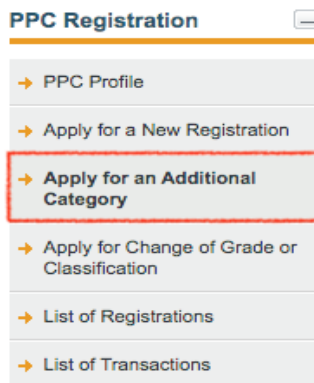 PPC Registration
PPC Profile
Apply for a New Registration
Apply for an Additional
Category
Apply for Change of Grade or
Classification
List of Registrations
List of Transactions